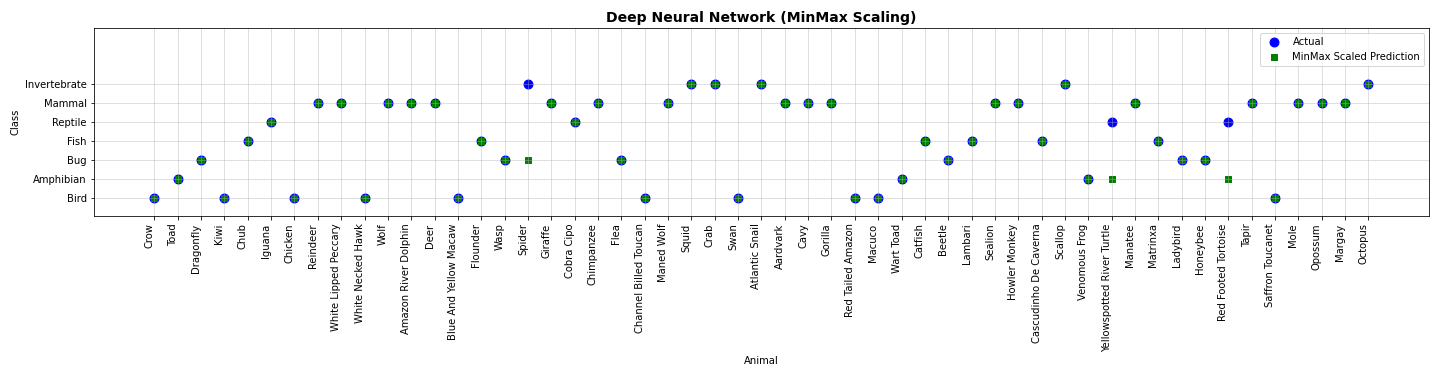 Deep Neural Network (MinMax Scaling)
Actual
MinMax Scaled Prediction
Class
Invertebrate
Mammal
Reptile
Fish
Bug
Amphibian
Bird
Crow
Toad
Dragonfly
Kiwi
Chub
Iguana
Chicken
Reindeer
White Lipped Peccary
White Necked Hawk
Wolf
Amazon River Dolphin
Deer
Blue And Yellow Macaw
Flounder
Wasp
Spider
Giraffe
Cobra Cipo
Chimpanzee
Flea
Channel Billed Toucan
Maned Wolf
Squid
Crab
Swan
Atlantic Snail
Aardvark
Cavy
Gorilla
Red Tailed Amazon
Macuco
Wart Toad
Catfish
Beetle
Lambari
Sealion
Howler Monkey
Cascudinho De Caverna
Scallop
Venomous Frog
Yellowspotted River Turtle
Manatee
Matrinxa
Ladybird
Honeybee
Red Footed Tortoise
Tapir
Saffron Toucanet
Mole
Opossum
Margay
Octopus
Animal